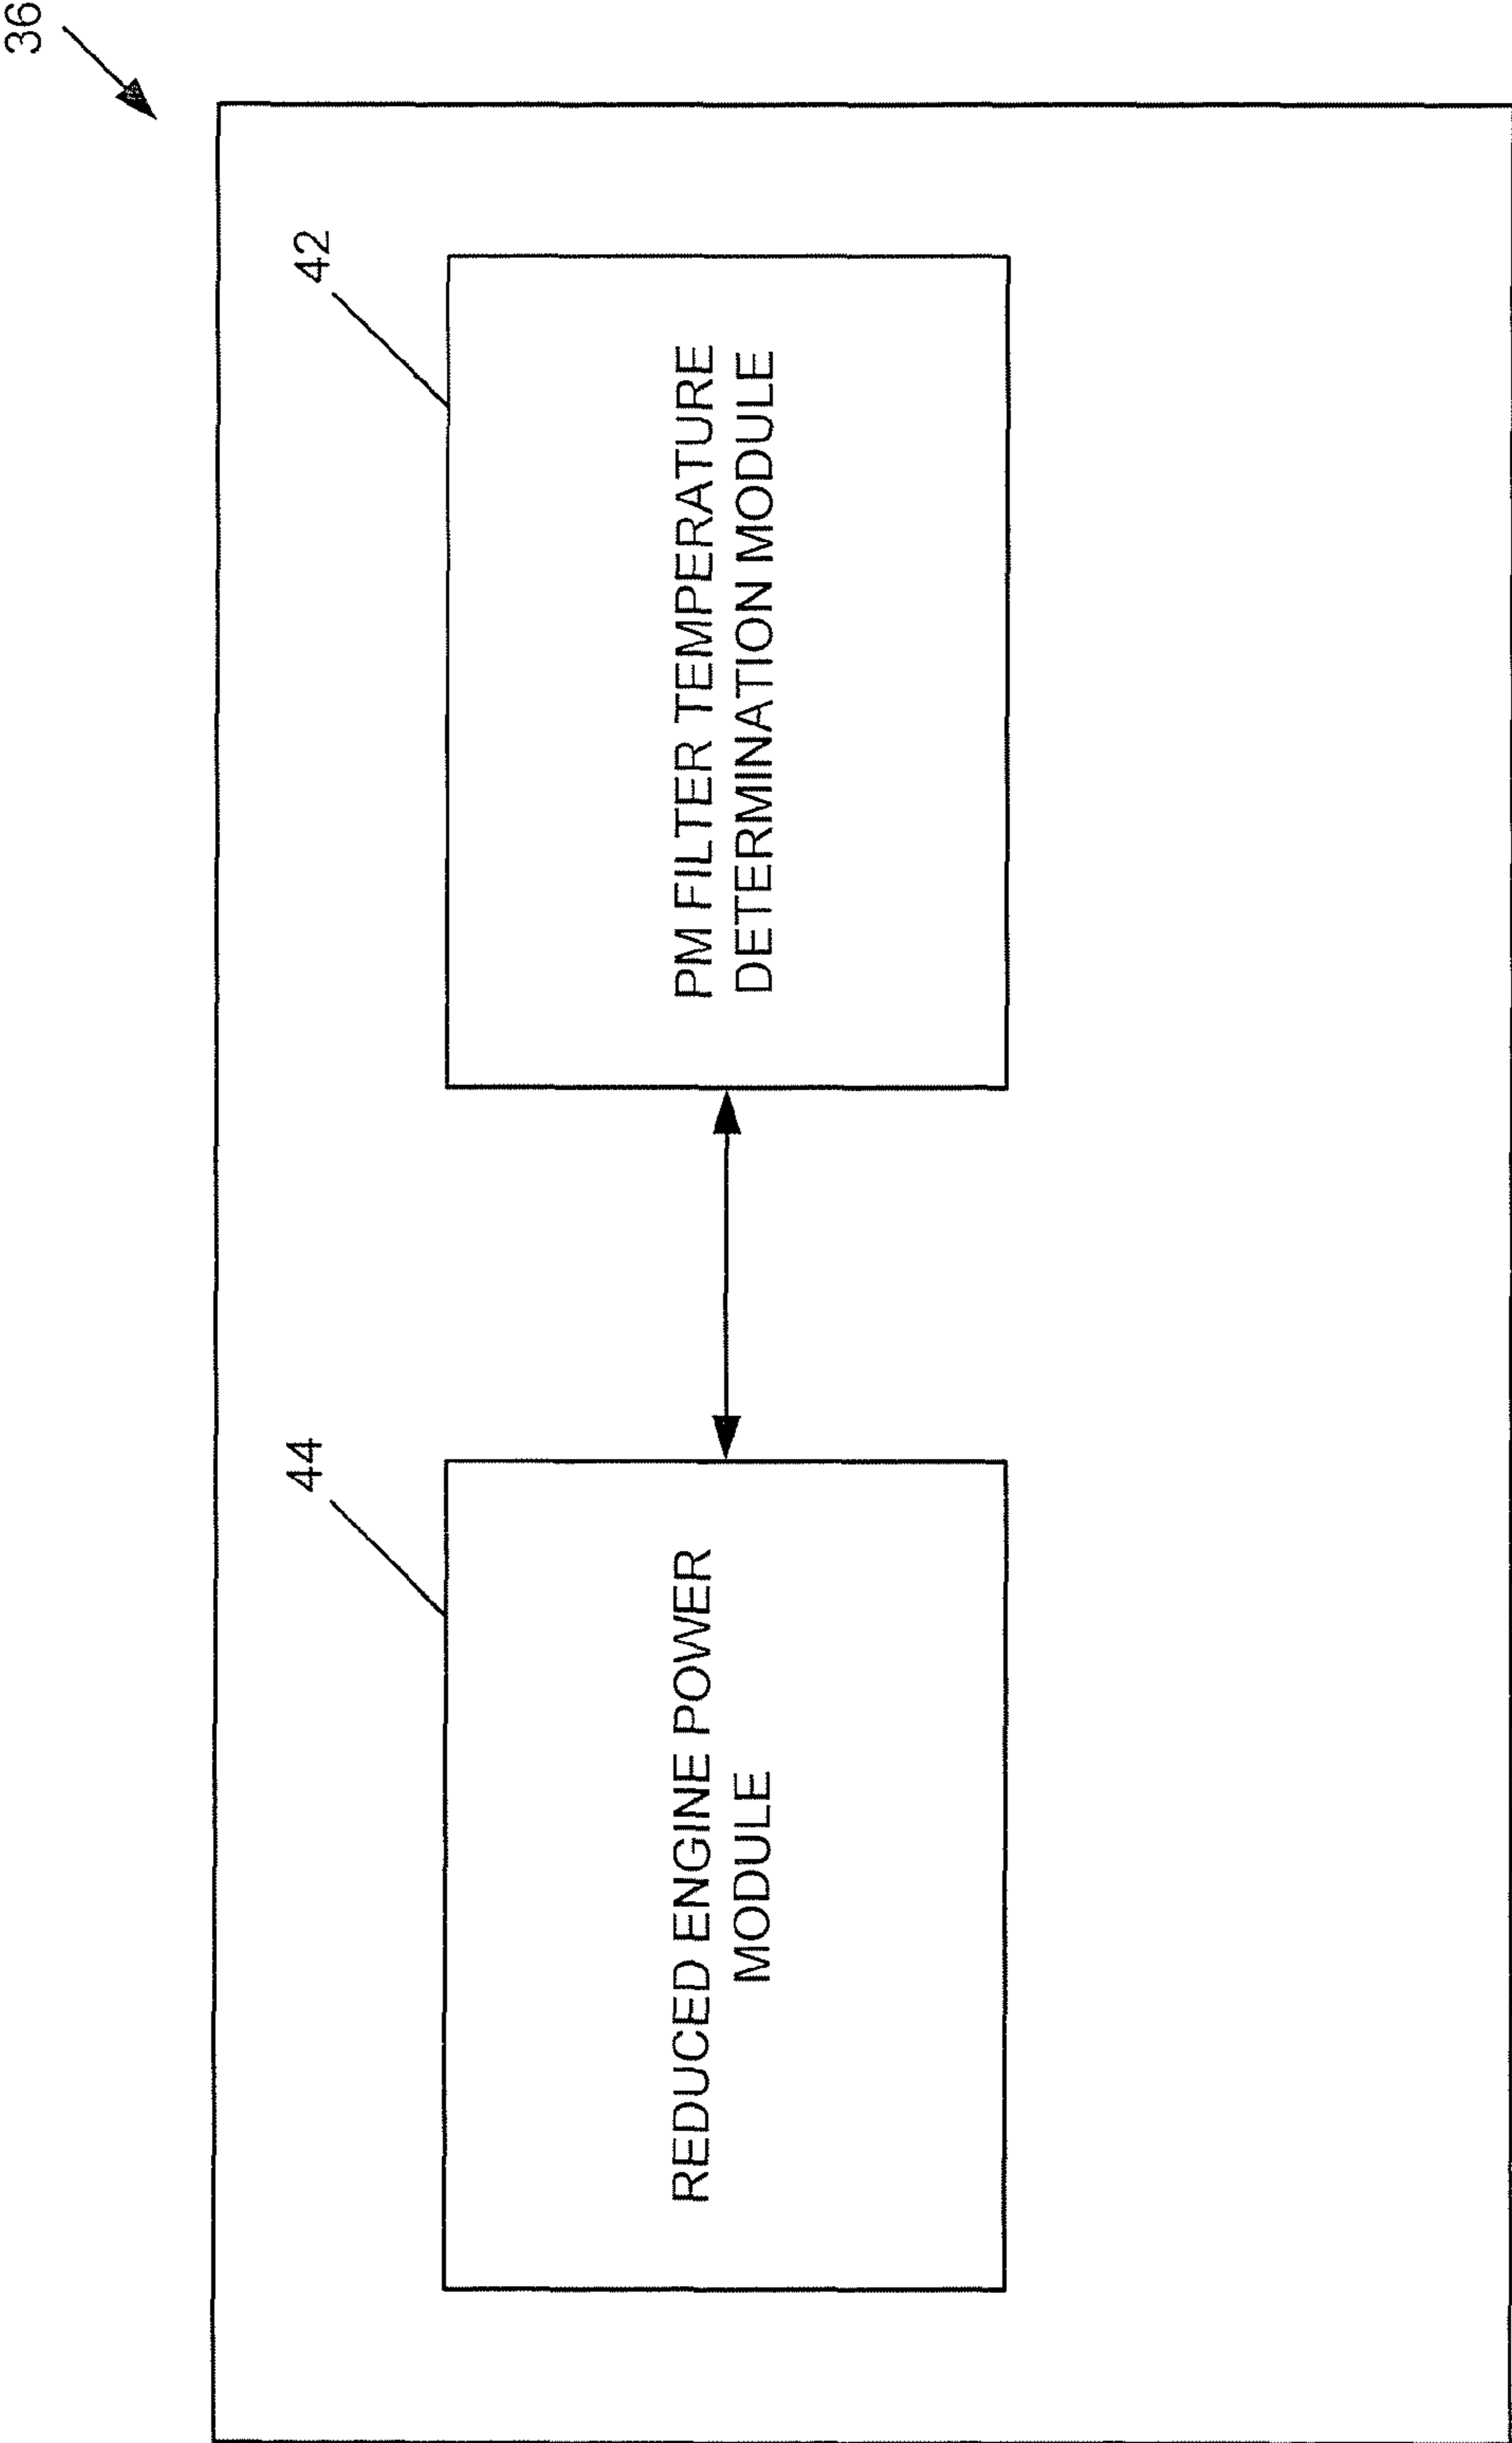 36
44
REDUCED ENGINE POWER
MODULE
42
PM FILTER TEMPERATURE
DETERMINATION MODULE